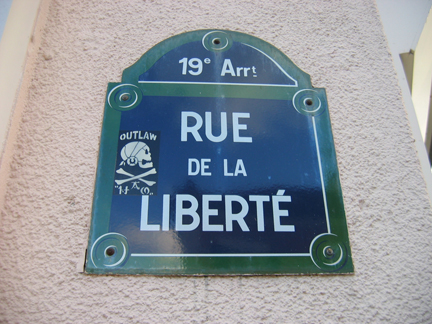 19e Arrt
RUE
DE LA
LIBERTÉ
OUTLAW